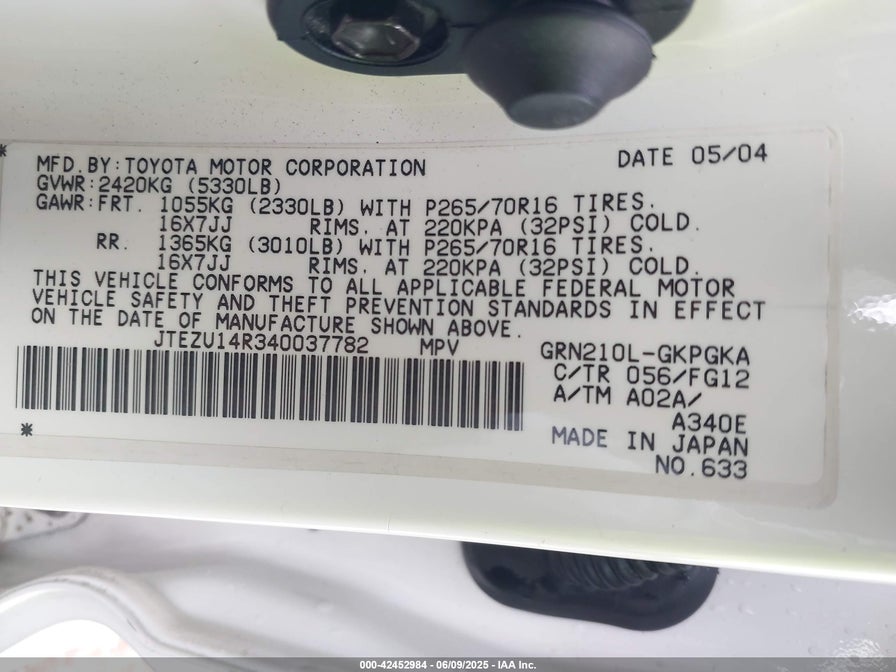 MFD.BY:TOYOTA MOTOR CORPORATION DATE 05/04
GVWR:2420KG (5330LB)
GAWR:FRT. 1055KG (2330LB) WITH P265/70R16 TIRES.
16X7JJ RIMS. AT 220KPA (32PSI) COLD.
RR. 1365KG (3010LB) WITH P265/70R16 TIRES.
16X7JJ RIMS. AT 220KPA (32PSI) COLD.
THIS VEHICLE CONFORMS TO ALL APPLICABLE FEDERAL MOTOR
VEHICLE SAFETY AND THEFT PREVENTION STANDARDS IN EFFECT
ON THE DATE OF MANUFACTURE SHOWN ABOVE.
JTEZU14R340037782 MPV GRN210L-GKPGKA
C/TR 056/FG12
A/TM A02A/
A340E
MADE IN JAPAN
NO.633
000-42452984 - 06/09/2025 - IAA Inc.